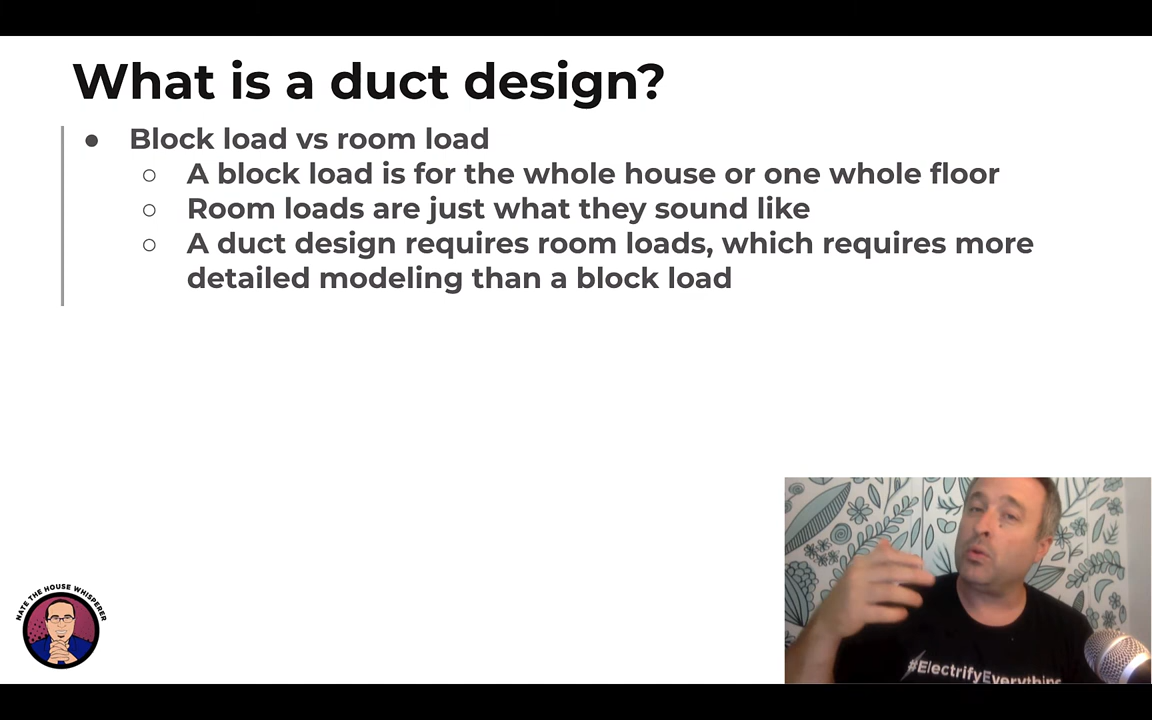 What is a duct design?
● Block load vs room load
○ A block load is for the whole house or one whole floor
○ Room loads are just what they sound like
○ A duct design requires room loads, which requires more
detailed modeling than a block load
NATE THE HOUSE WHISPERER
#ElectrifyEverything